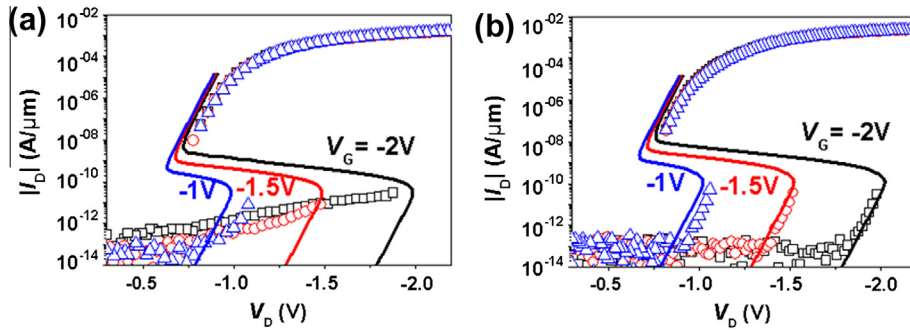 (a)
|I_D| (A/μm)
10^-02
10^-04
10^-06
10^-08
10^-10
10^-12
10^-14
V_G = -2V
-1V
-1.5V
-0.5
-1.0
-1.5
-2.0
V_D (V)
(b)
|I_D| (A/μm)
10^-02
10^-04
10^-06
10^-08
10^-10
10^-12
10^-14
V_G = -2V
-1V
-1.5V
-0.5
-1.0
-1.5
-2.0
V_D (V)